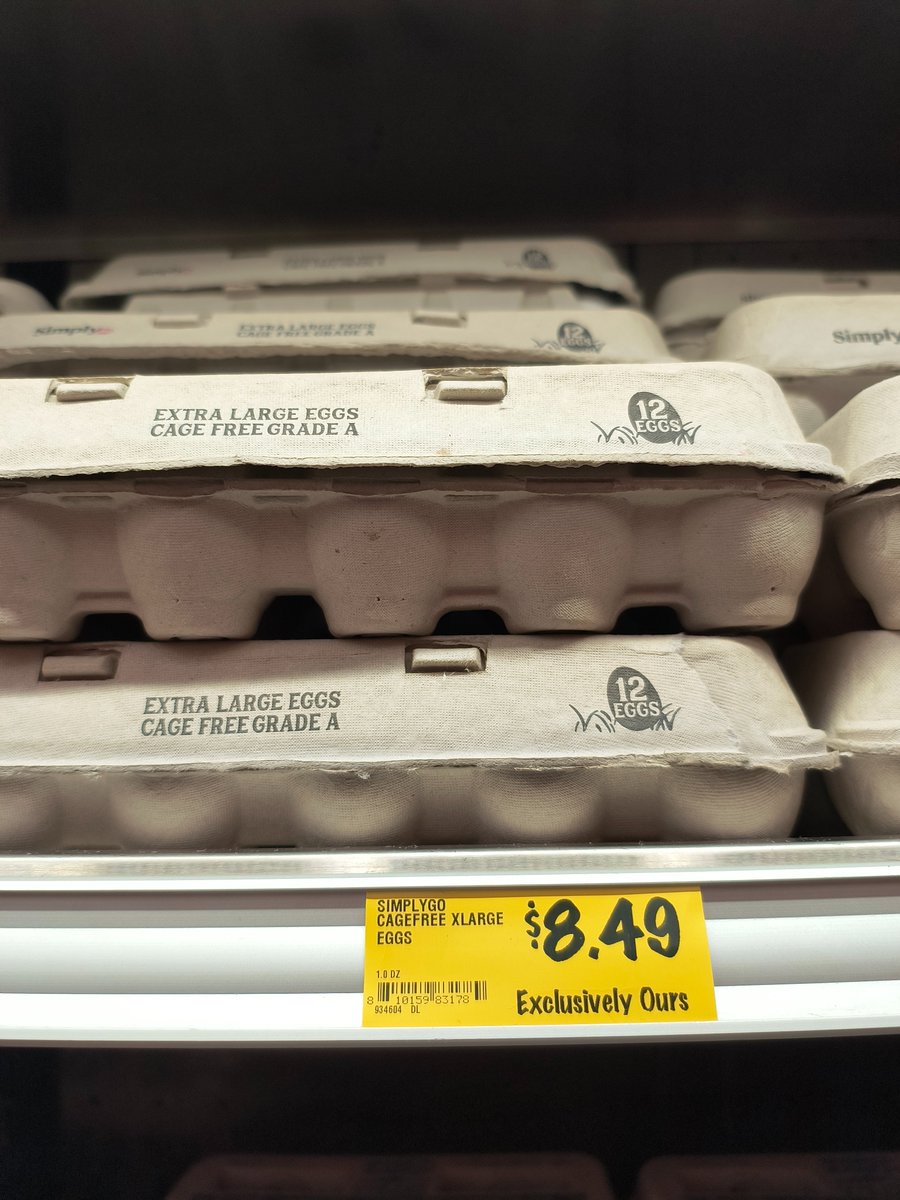 Simply
EXTRA LARGE EGGS
CAGE FREE GRADE A
12
EGGS
Simply
EXTRA LARGE EGGS
CAGE FREE GRADE A
12
EGGS
EXTRA LARGE EGGS
CAGE FREE GRADE A
12
EGGS
SIMPLYGO
CAGEFREE XLARGE
EGGS
$8.49
1.0 DZ
8 10159 83178
934604 DL
Exclusively Ours